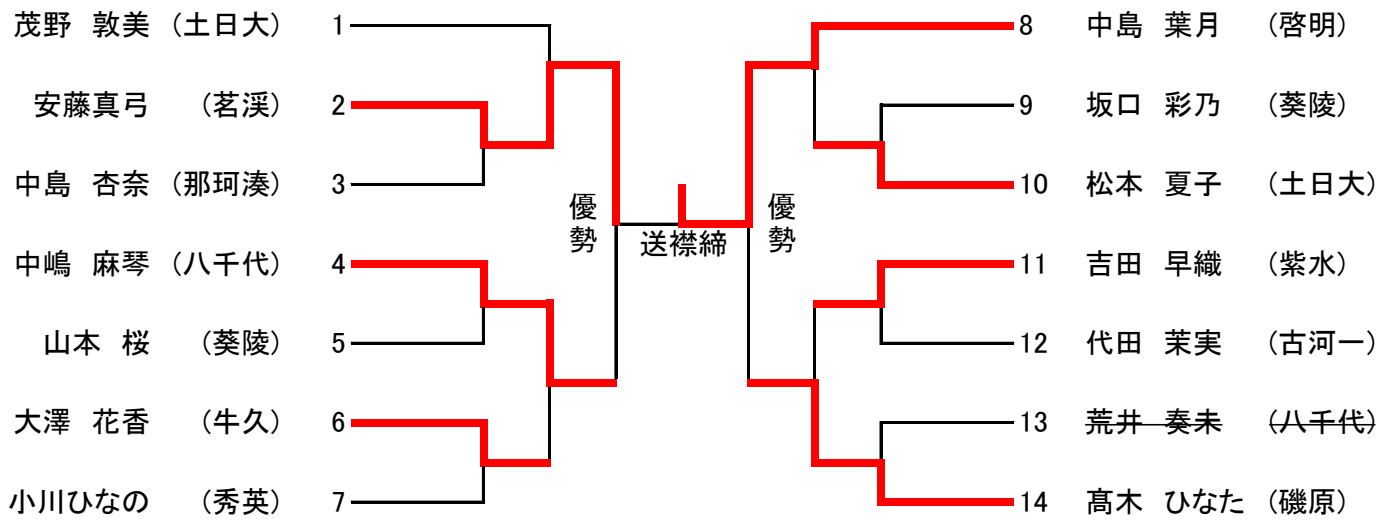 茂野 敦美 (土日大) 1
安藤真弓 (茗渓) 2
中島 杏奈 (那珂湊) 3
中嶋 麻琴 (八千代) 4
山本 桜 (葵陵) 5
大澤 花香 (牛久) 6
小川ひなの (秀英) 7
優勢
送襟締
優勢
8 中島 葉月 (啓明)
9 坂口 彩乃 (葵陵)
10 松本 夏子 (土日大)
11 吉田 早織 (紫水)
12 代田 茉実 (古河一)
13 荒井 奏未 (八千代)
14 髙木 ひなた (磯原)